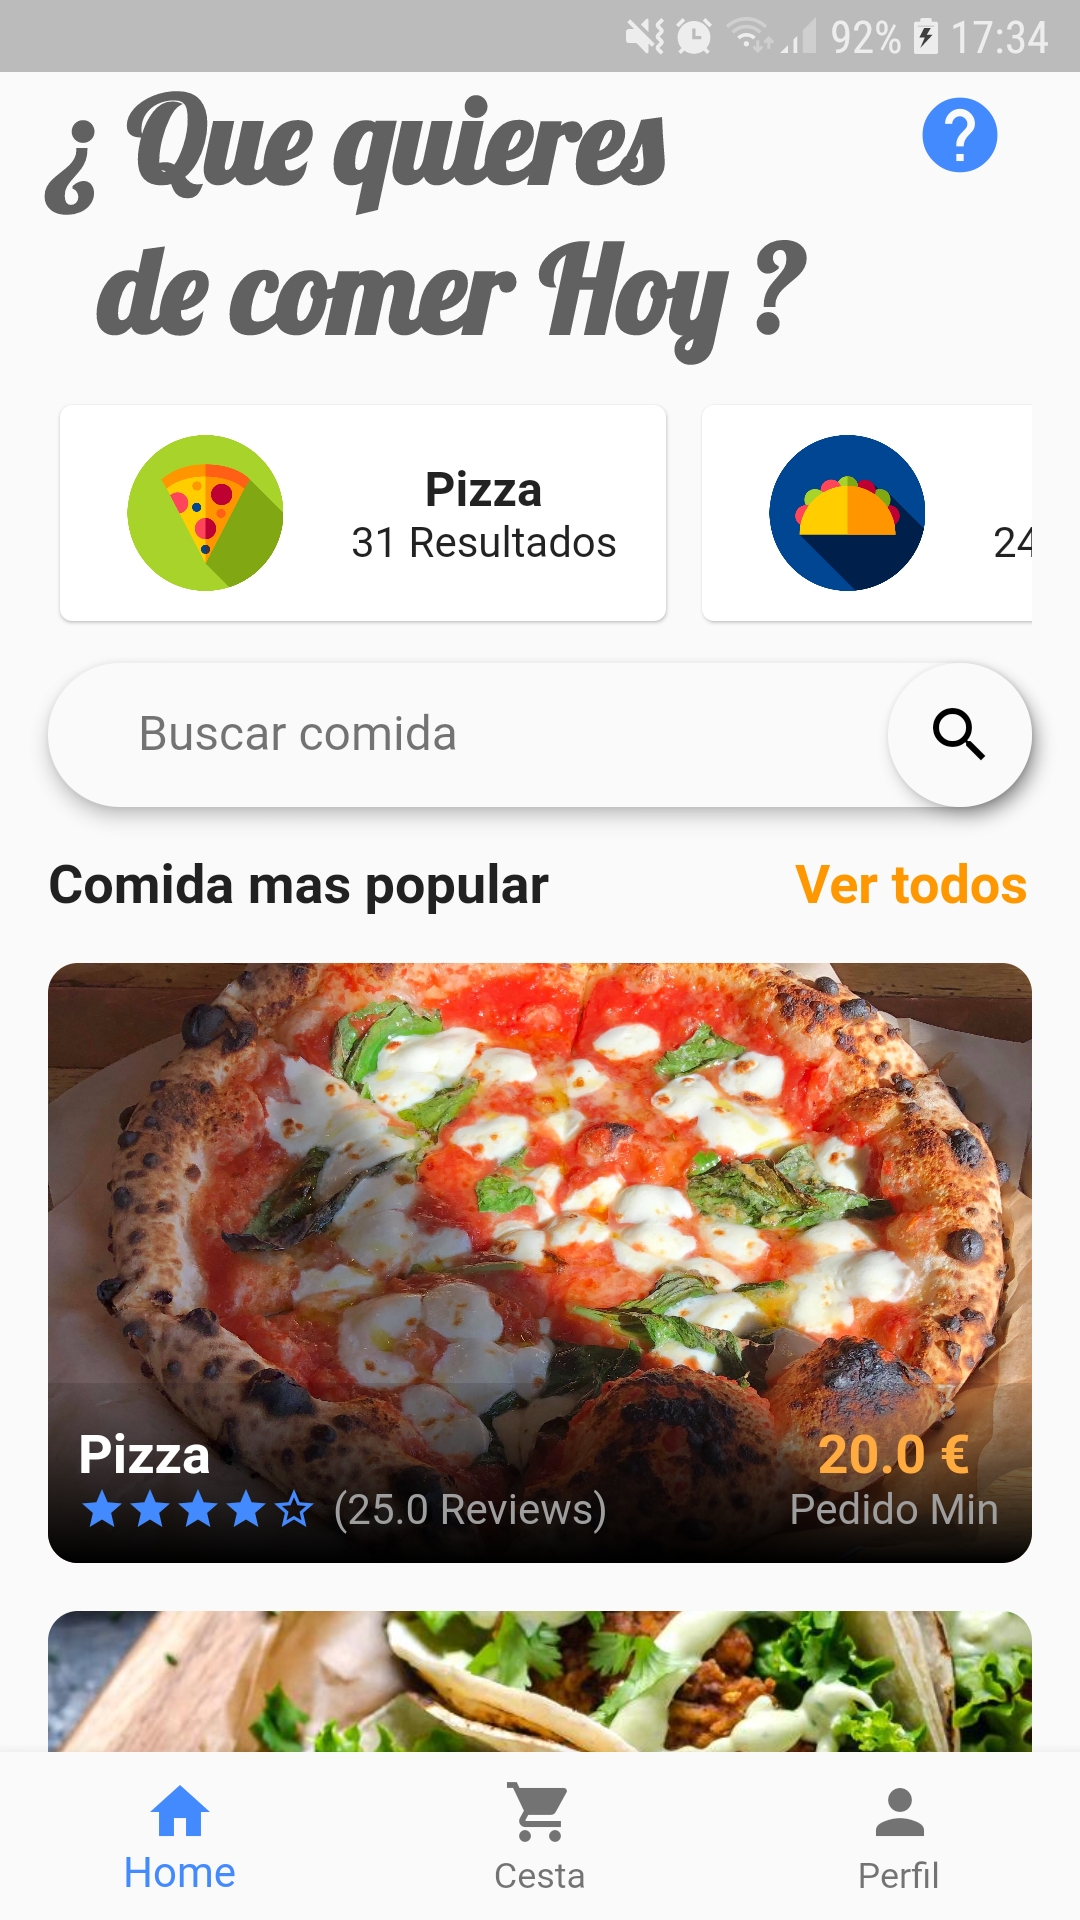 92% 17:34
¿ Que quieres
de comer Hoy ?
Pizza
31 Resultados
24
Buscar comida
Comida mas popular
Ver todos
Pizza
20.0 €
(25.0 Reviews)
Pedido Min
Home
Cesta
Perfil